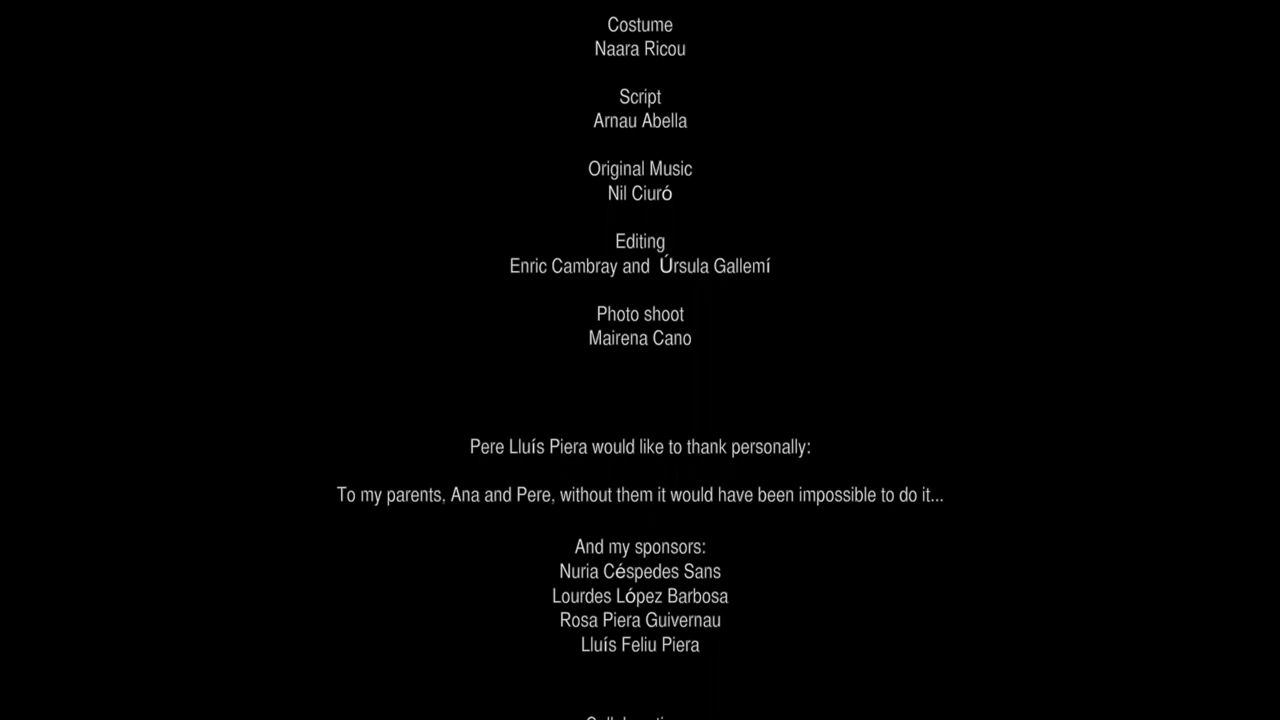 Costume
Naara Ricou
Script
Arnau Abella
Original Music
Nil Ciuró
Editing
Enric Cambray and Úrsula Gallemí
Photo shoot
Mairena Cano
Pere Lluís Piera would like to thank personally:
To my parents, Ana and Pere, without them it would have been impossible to do it...
And my sponsors:
Nuria Céspedes Sans
Lourdes López Barbosa
Rosa Piera Guivernau
Lluís Feliu Piera